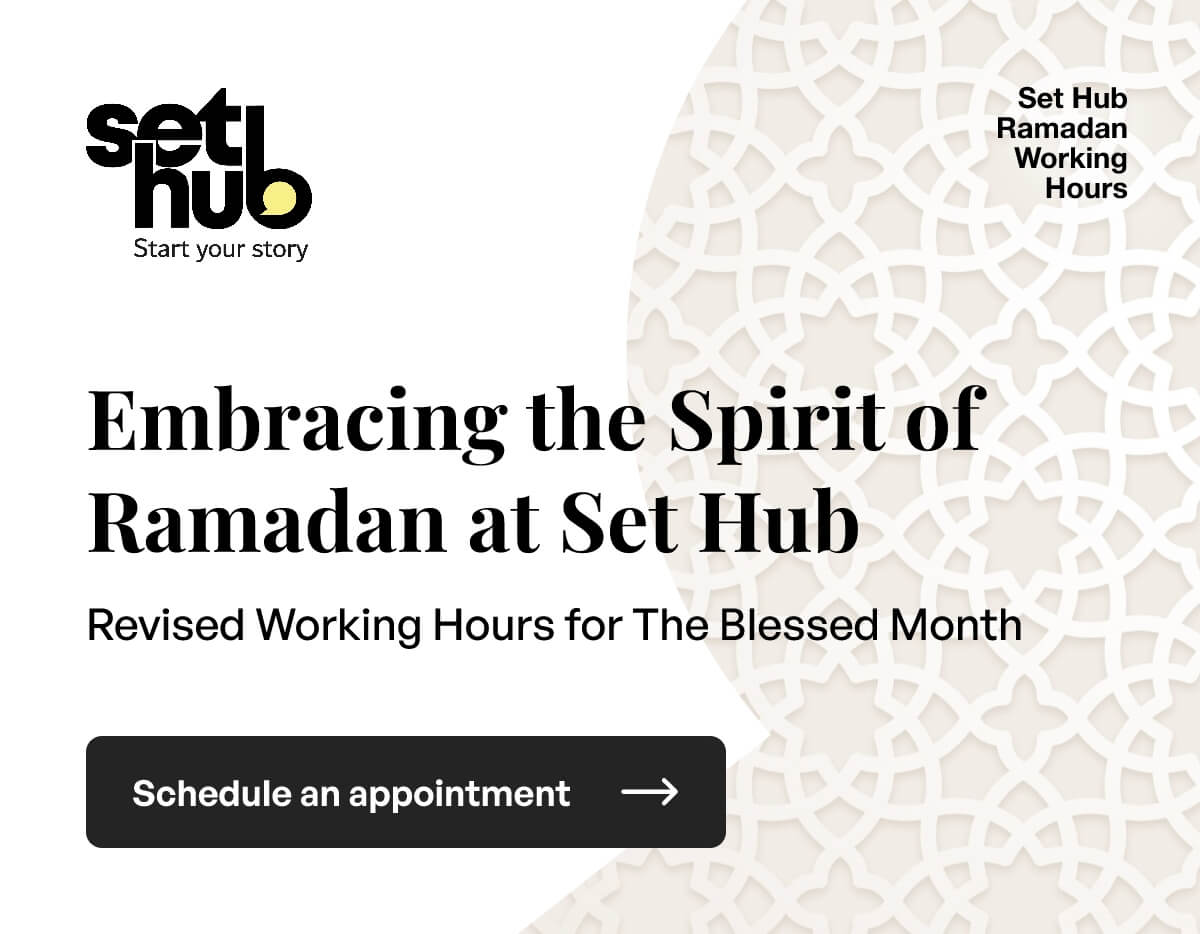 set
hub
Start your story
Set Hub
Ramadan
Working
Hours
Embracing the Spirit of
Ramadan at Set Hub
Revised Working Hours for The Blessed Month
Schedule an appointment